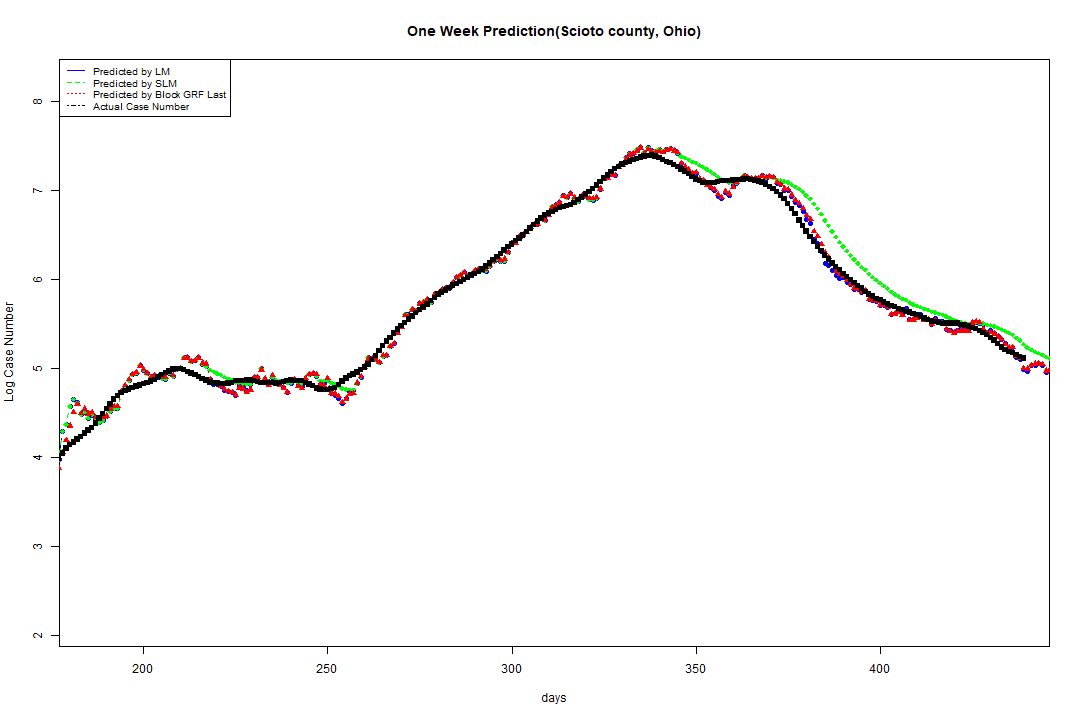 One Week Prediction(Scioto county, Ohio)
Predicted by LM
Predicted by SLM
Predicted by Block GRF Last
Actual Case Number
8
7
6
5
4
3
2
Log Case Number
200 250 300 350 400
days